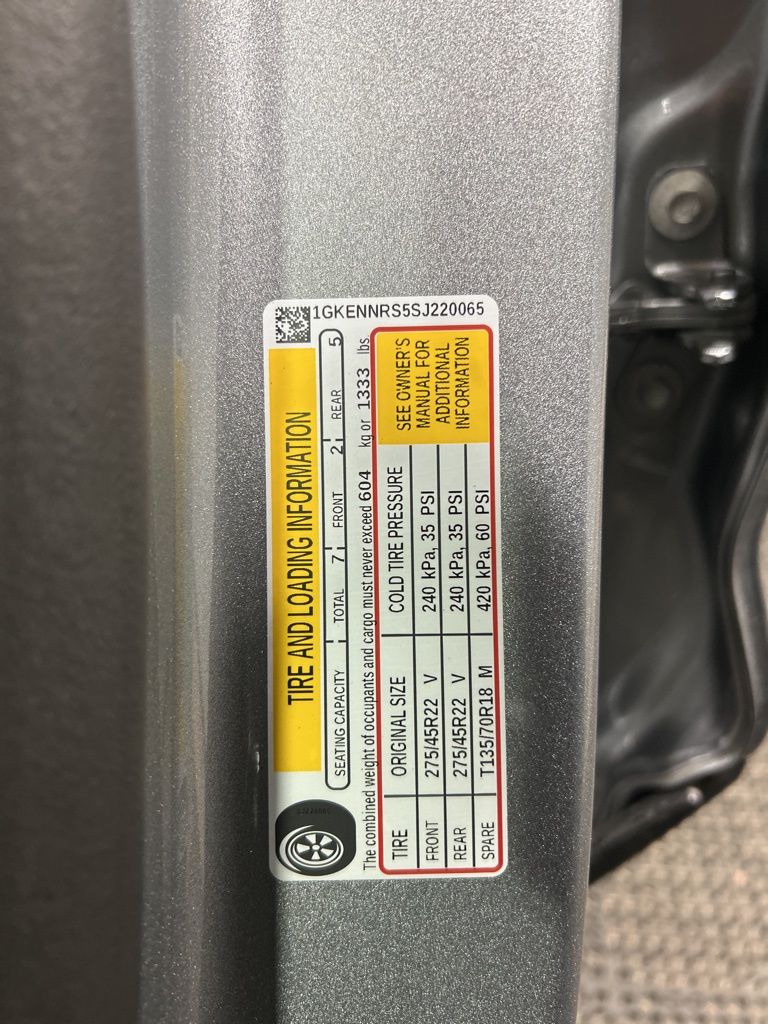 1GKENNRS5SJ220065
TIRE AND LOADING INFORMATION
SEATING CAPACITY TOTAL 7 FRONT 2 REAR 5
The combined weight of occupants and cargo must never exceed 604 kg or 1333 lbs.
TIRE ORIGINAL SIZE COLD TIRE PRESSURE
FRONT 275/45R22 V 240 kPa, 35 PSI
REAR 275/45R22 V 240 kPa, 35 PSI
SPARE T135/70R18 M 420 kPa, 60 PSI
SEE OWNER'S
MANUAL FOR
ADDITIONAL
INFORMATION
SJ220065